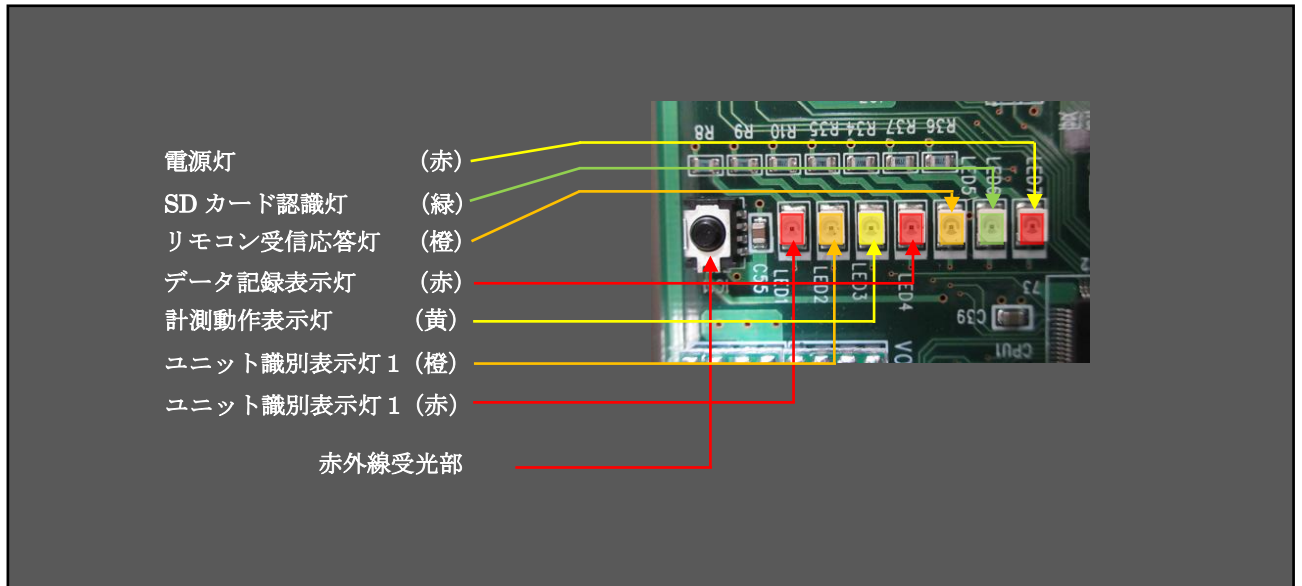 電源灯 (赤)
SD カード認識灯 (緑)
リモコン受信応答灯 (橙)
データ記録表示灯 (赤)
計測動作表示灯 (黄)
ユニット識別表示灯 1 (橙)
ユニット識別表示灯 1 (赤)
赤外線受光部
R8 R9 R10 R35 R34 R37 R36
LED5 LED6
C55 LED1 LED2 LED3 LED4
73
C39
CPU1